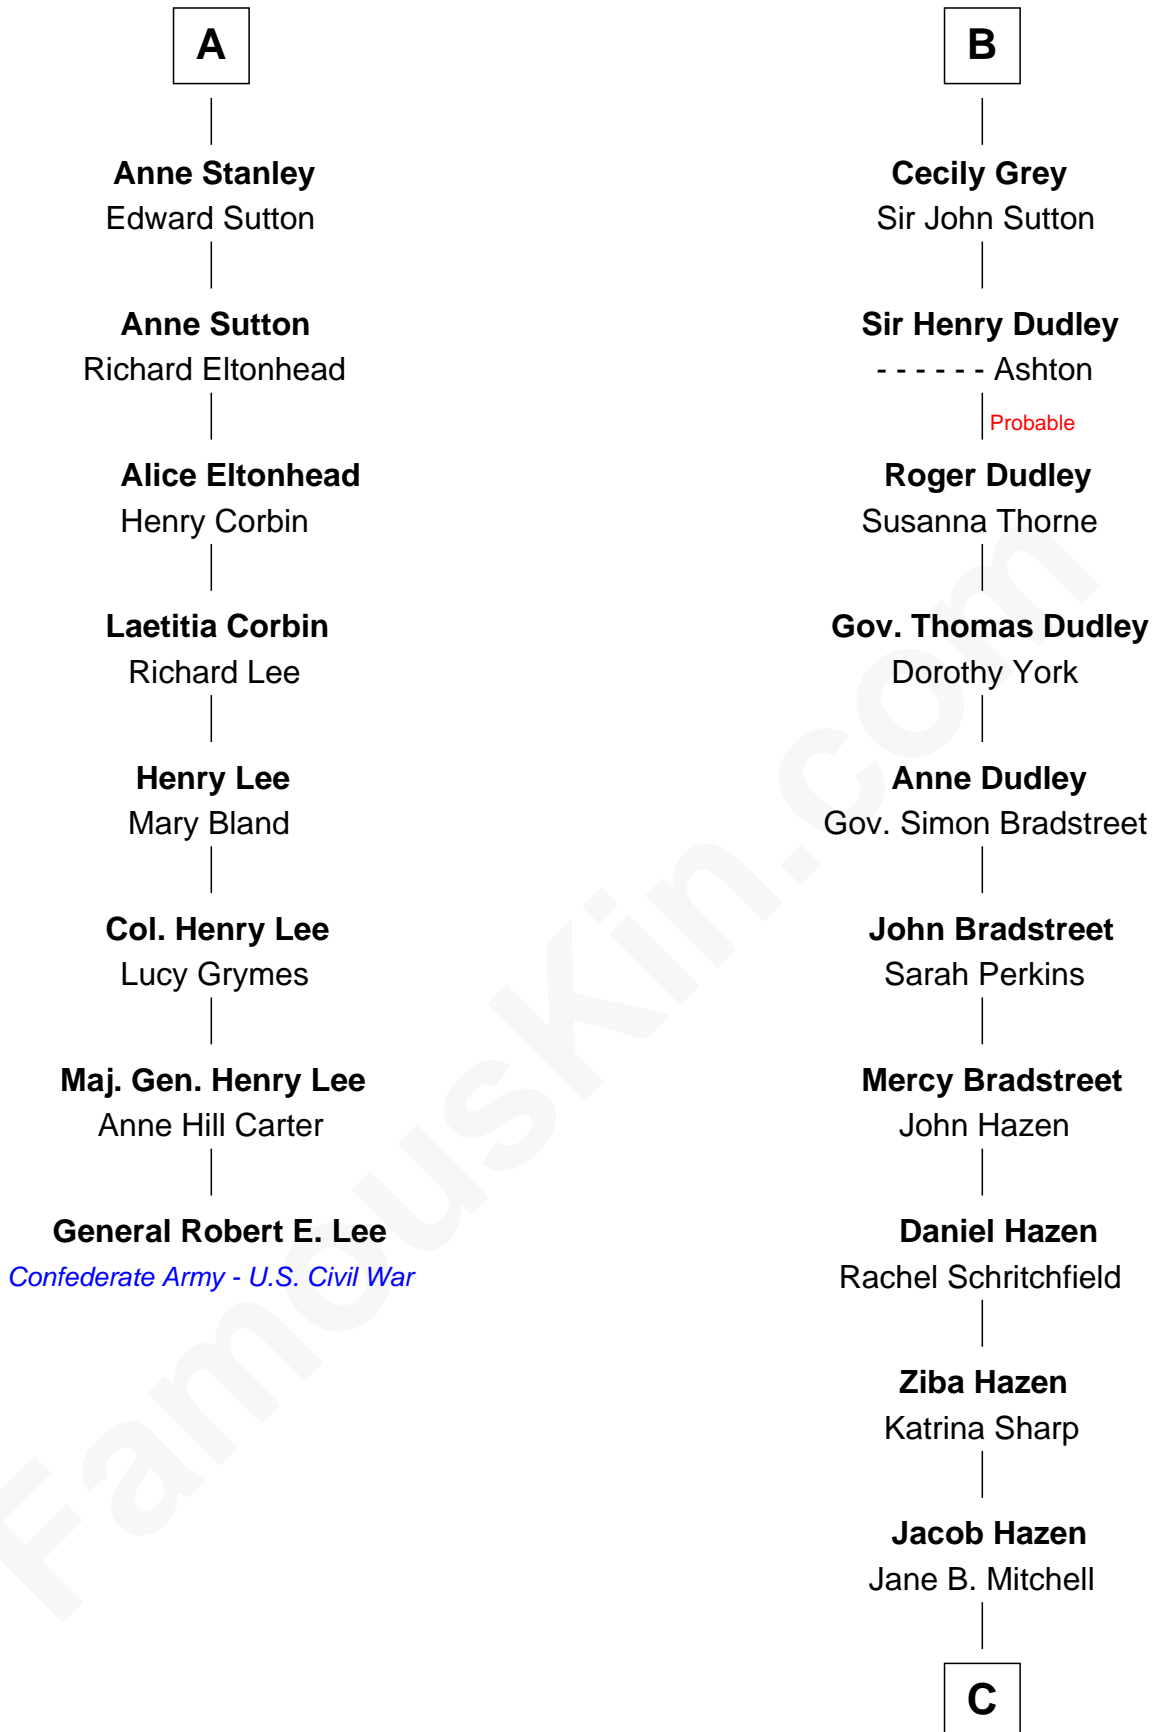 A
Anne Stanley
Edward Sutton
Anne Sutton
Richard Eltonhead
Alice Eltonhead
Henry Corbin
Laetitia Corbin
Richard Lee
Henry Lee
Mary Bland
Col. Henry Lee
Lucy Grymes
Maj. Gen. Henry Lee
Anne Hill Carter
General Robert E. Lee
Confederate Army - U.S. Civil War
B
Cecily Grey
Sir John Sutton
Sir Henry Dudley
- - - - - - Ashton
Probable
Roger Dudley
Susanna Thorne
Gov. Thomas Dudley
Dorothy York
Anne Dudley
Gov. Simon Bradstreet
John Bradstreet
Sarah Perkins
Mercy Bradstreet
John Hazen
Daniel Hazen
Rachel Schritchfield
Ziba Hazen
Katrina Sharp
Jacob Hazen
Jane B. Mitchell
C
FamousKin.com